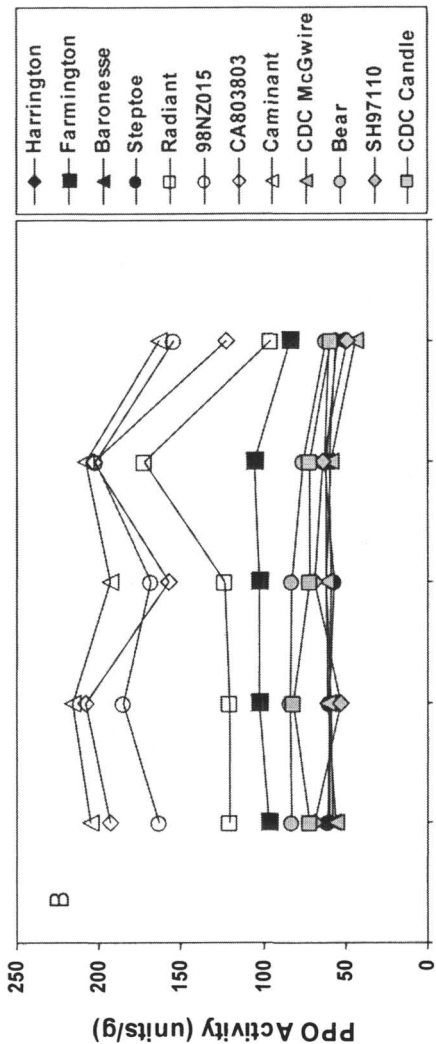 B
PPO Activity (units/g)
250
200
150
100
50
0
Harrington
Farmington
Baronesse
Steptoe
Radiant
98NZ015
CA803803
Caminant
CDC McGwire
Bear
SH97110
CDC Candle